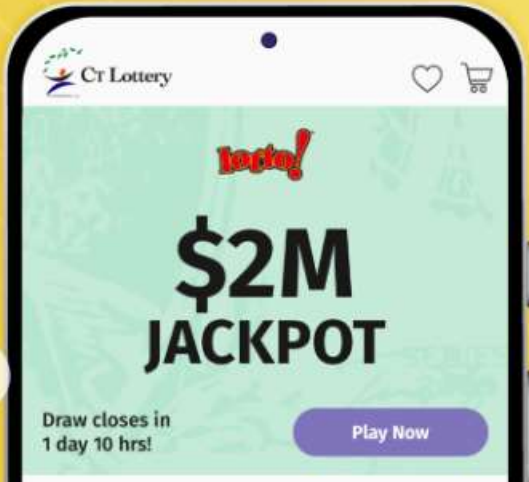 CT Lottery
lotto!
$2M
JACKPOT
Draw closes in
1 day 10 hrs!
Play Now